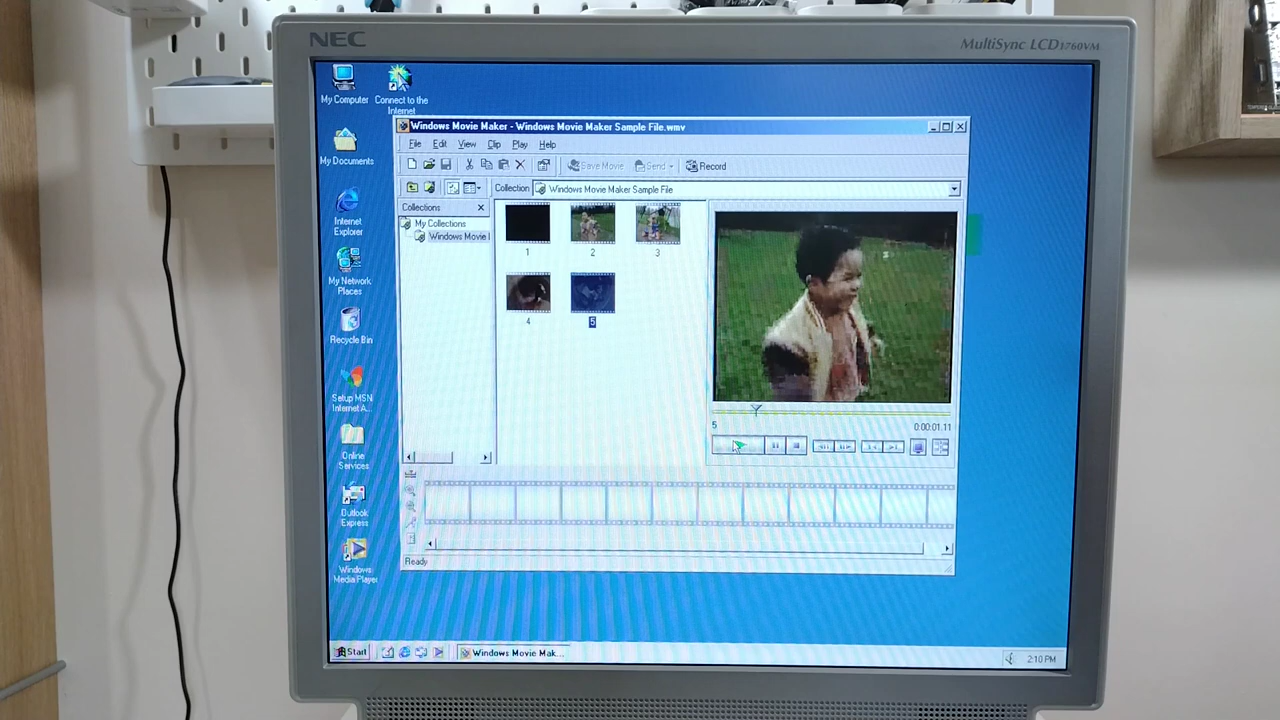 NEC
MultiSync LCD1760VM
My Computer
Connect to the
Internet
My Documents
Internet
Explorer
My Network
Places
Recycle Bin
Setup MSN
Internet A...
Online
Services
Outlook
Express
Windows
Media Player
Windows Movie Maker - Windows Movie Maker Sample File.wmv
File Edit View Clip Play Help
Save Movie Send Record
Collection Windows Movie Maker Sample File
Collections
My Collections
Windows Movie
1 2 3
4 5
5 0:00:01.11
Ready
Start Windows Movie Mak... 2:10 PM